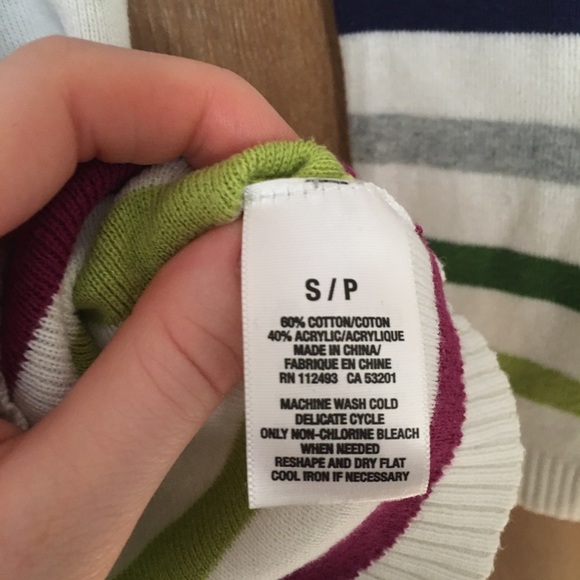 S / P
60% COTTON/COTON
40% ACRYLIC/ACRYLIQUE
MADE IN CHINA/
FABRIQUE EN CHINE
RN 112493 CA 53201
MACHINE WASH COLD
DELICATE CYCLE
ONLY NON-CHLORINE BLEACH
WHEN NEEDED
RESHAPE AND DRY FLAT
COOL IRON IF NECESSARY